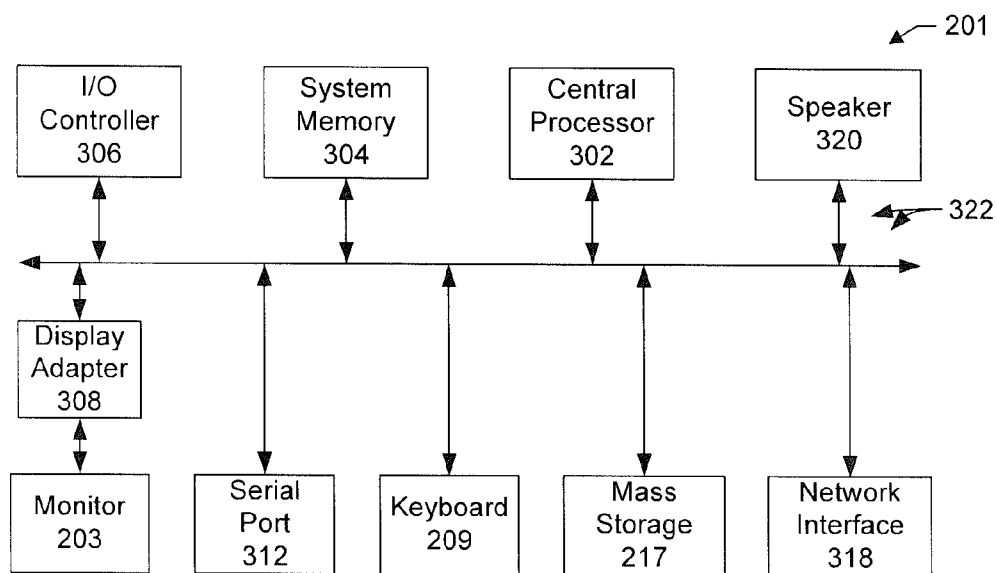 201
I/O
Controller
306
System
Memory
304
Central
Processor
302
Speaker
320
322
Display
Adapter
308
Monitor
203
Serial
Port
312
Keyboard
209
Mass
Storage
217
Network
Interface
318